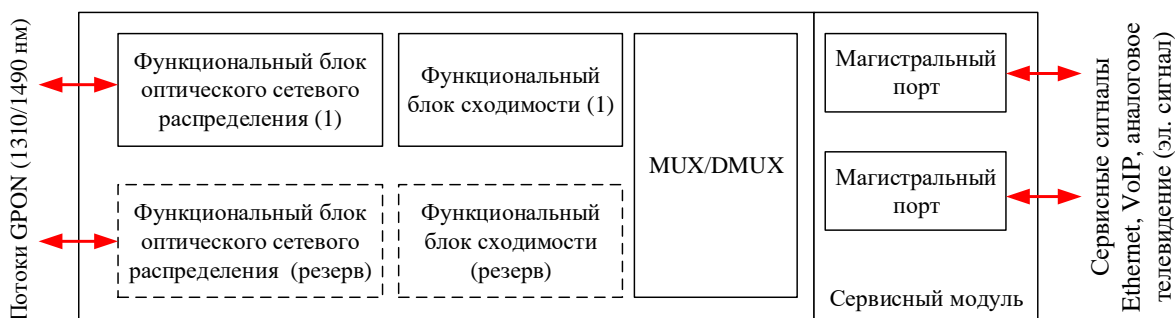 Потоки GPON (1310/1490 нм)
Функциональный блок
оптического сетевого
распределения (1)
Функциональный
блок сходимости (1)
Функциональный блок
оптического сетевого
распределения (резерв)
Функциональный
блок сходимости
(резерв)
MUX/DMUX
Магистральный
порт
Магистральный
порт
Сервисный модуль
Сервисные сигналы
Ethernet, VoIP, аналоговое
телевидение (эл. сигнал)